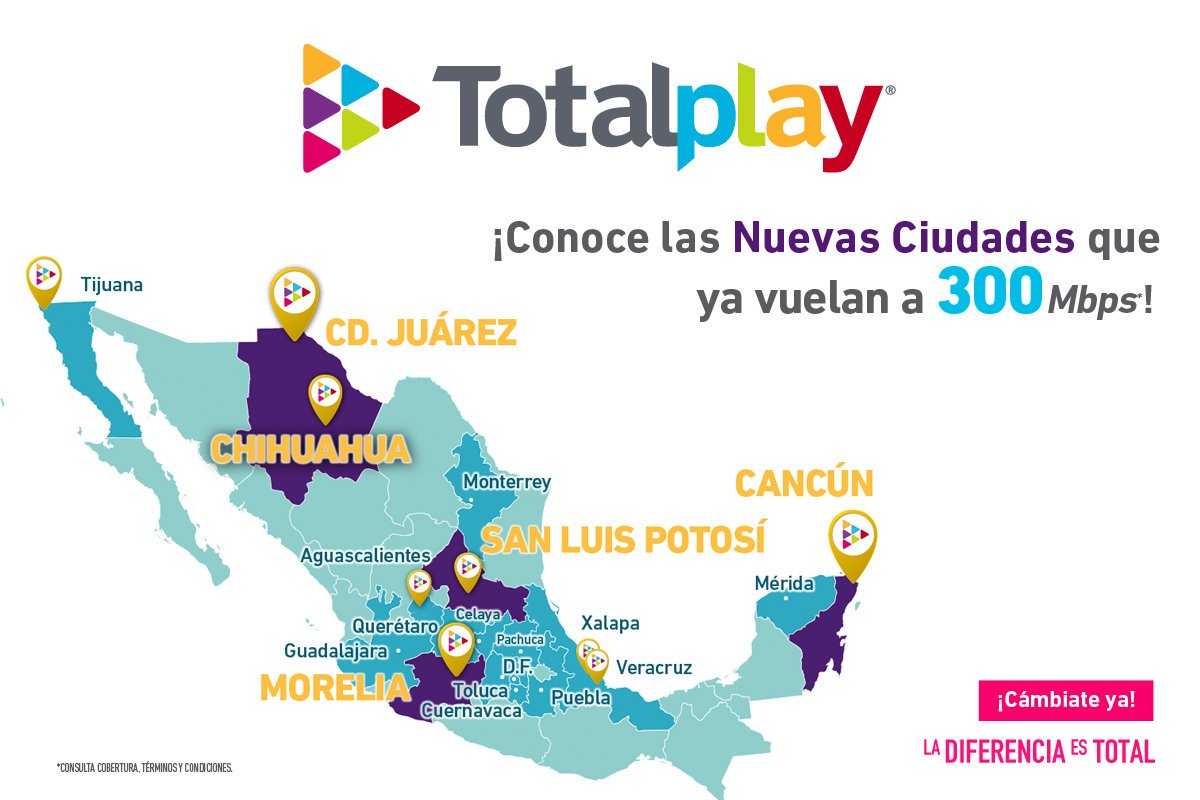 Totalplay®
¡Conoce las Nuevas Ciudades que
ya vuelan a 300 Mbps*!
Tijuana
CD. JUÁREZ
CHIHUAHUA
Monterrey
CANCÚN
SAN LUIS POTOSÍ
Aguascalientes
Mérida
Celaya
Querétaro
Xalapa
Pachuca
Guadalajara
D.F.
Veracruz
MORELIA
Toluca
Puebla
Cuernavaca
¡Cámbiate ya!
LA DIFERENCIA ES TOTAL
*CONSULTA COBERTURA, TÉRMINOS Y CONDICIONES.